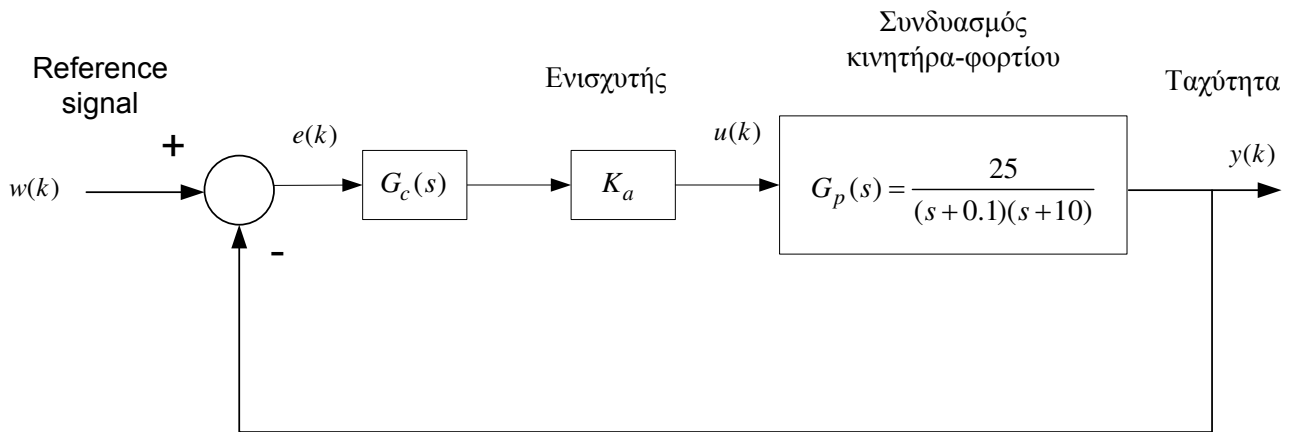 Συνδυασμός
κινητήρα-φορτίου
Reference
signal
Ενισχυτής
Ταχύτητα
+
e(k)
u(k)
y(k)
w(k)
G_c(s)
K_a
G_p(s) = 25 / ((s+0.1)(s+10))
-